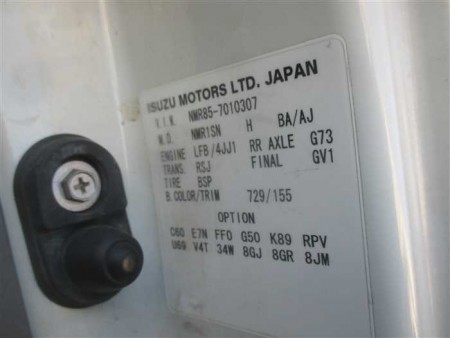 ISUZU MOTORS LTD. JAPAN
V.I.N. NMR85-7010307
N.D. NMR1SN H BA/AJ
ENGINE LFB/4JJ1 RR AXLE G73
TRANS. RSJ FINAL GV1
TIRE BSP
B.COLOR/TRIM 729/155
OPTION
C60 E7N FF0 G50 K89 RPV
U69 V4T 34W 8GJ 8GR 8JM